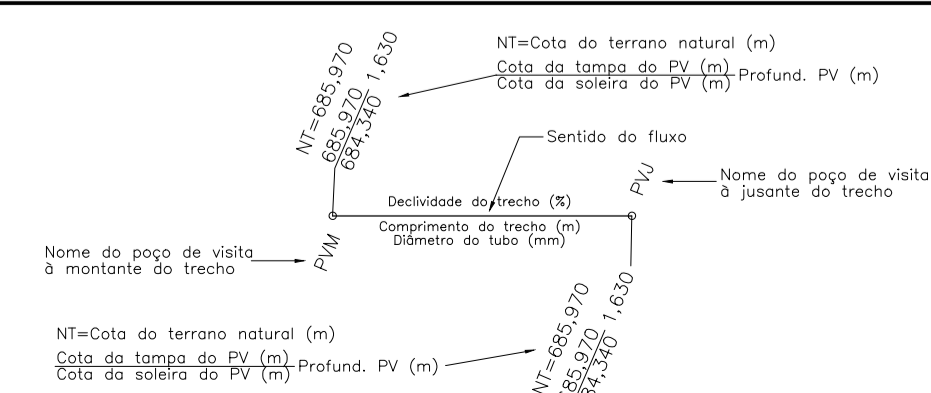 NT=685,970
685,970 1,630
684,340
NT=Cota do terrano natural (m)
Cota da tampa do PV (m)
Cota da soleira do PV (m)
Profund. PV (m)
Sentido do fluxo
PVJ
Nome do poço de visita
à jusante do trecho
Declividade do trecho (%)
Comprimento do trecho (m)
Diâmetro do tubo (mm)
PVM
Nome do poço de visita
à montante do trecho
NT=Cota do terrano natural (m)
Cota da tampa do PV (m)
Cota da soleira do PV (m)
Profund. PV (m)
NT=685,970
685,970 1,630
684,340